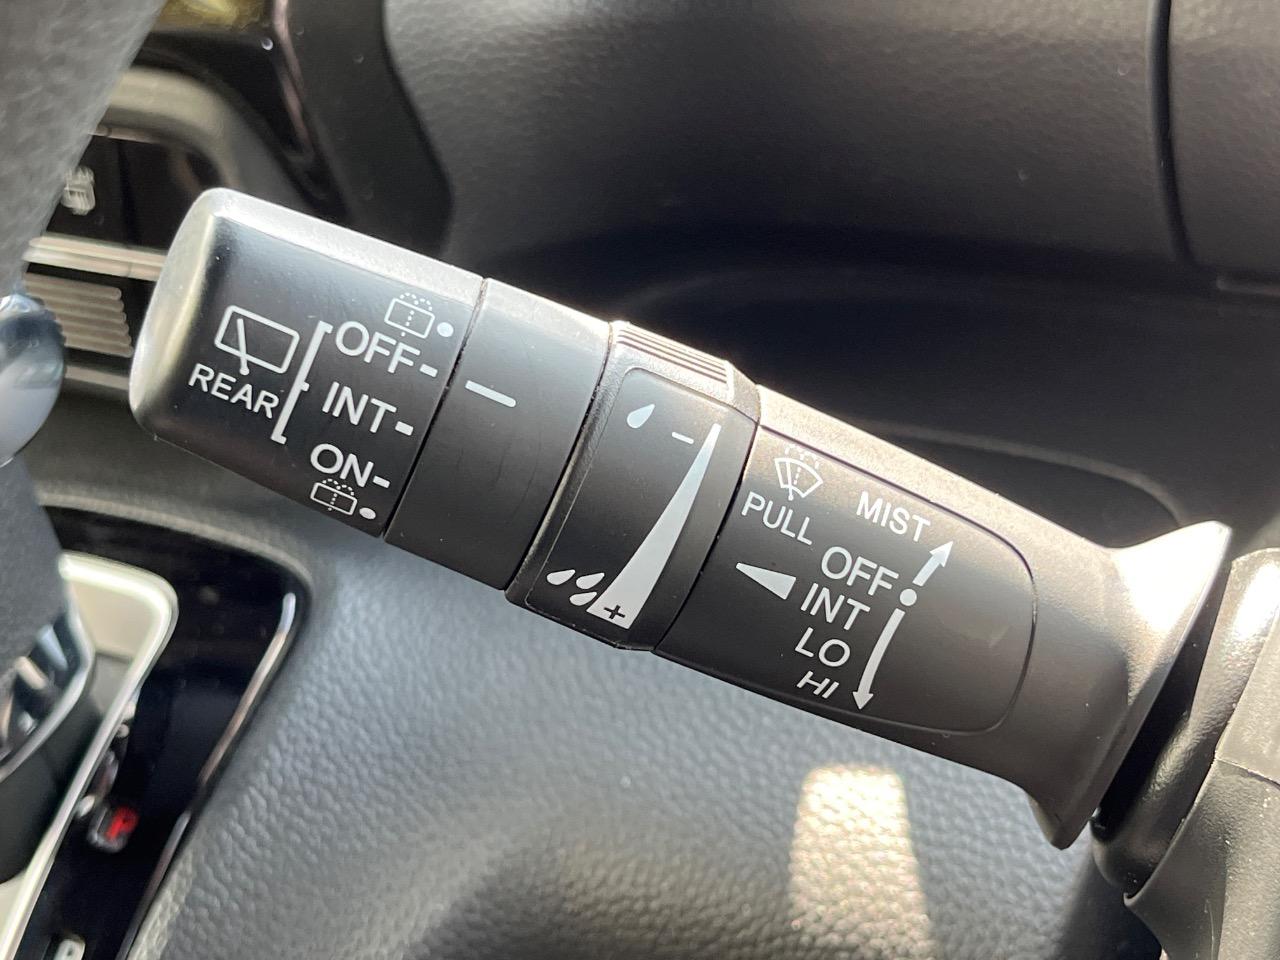 REAR
OFF
INT
ON
−
+
PULL
MIST
OFF
INT
LO
HI
P